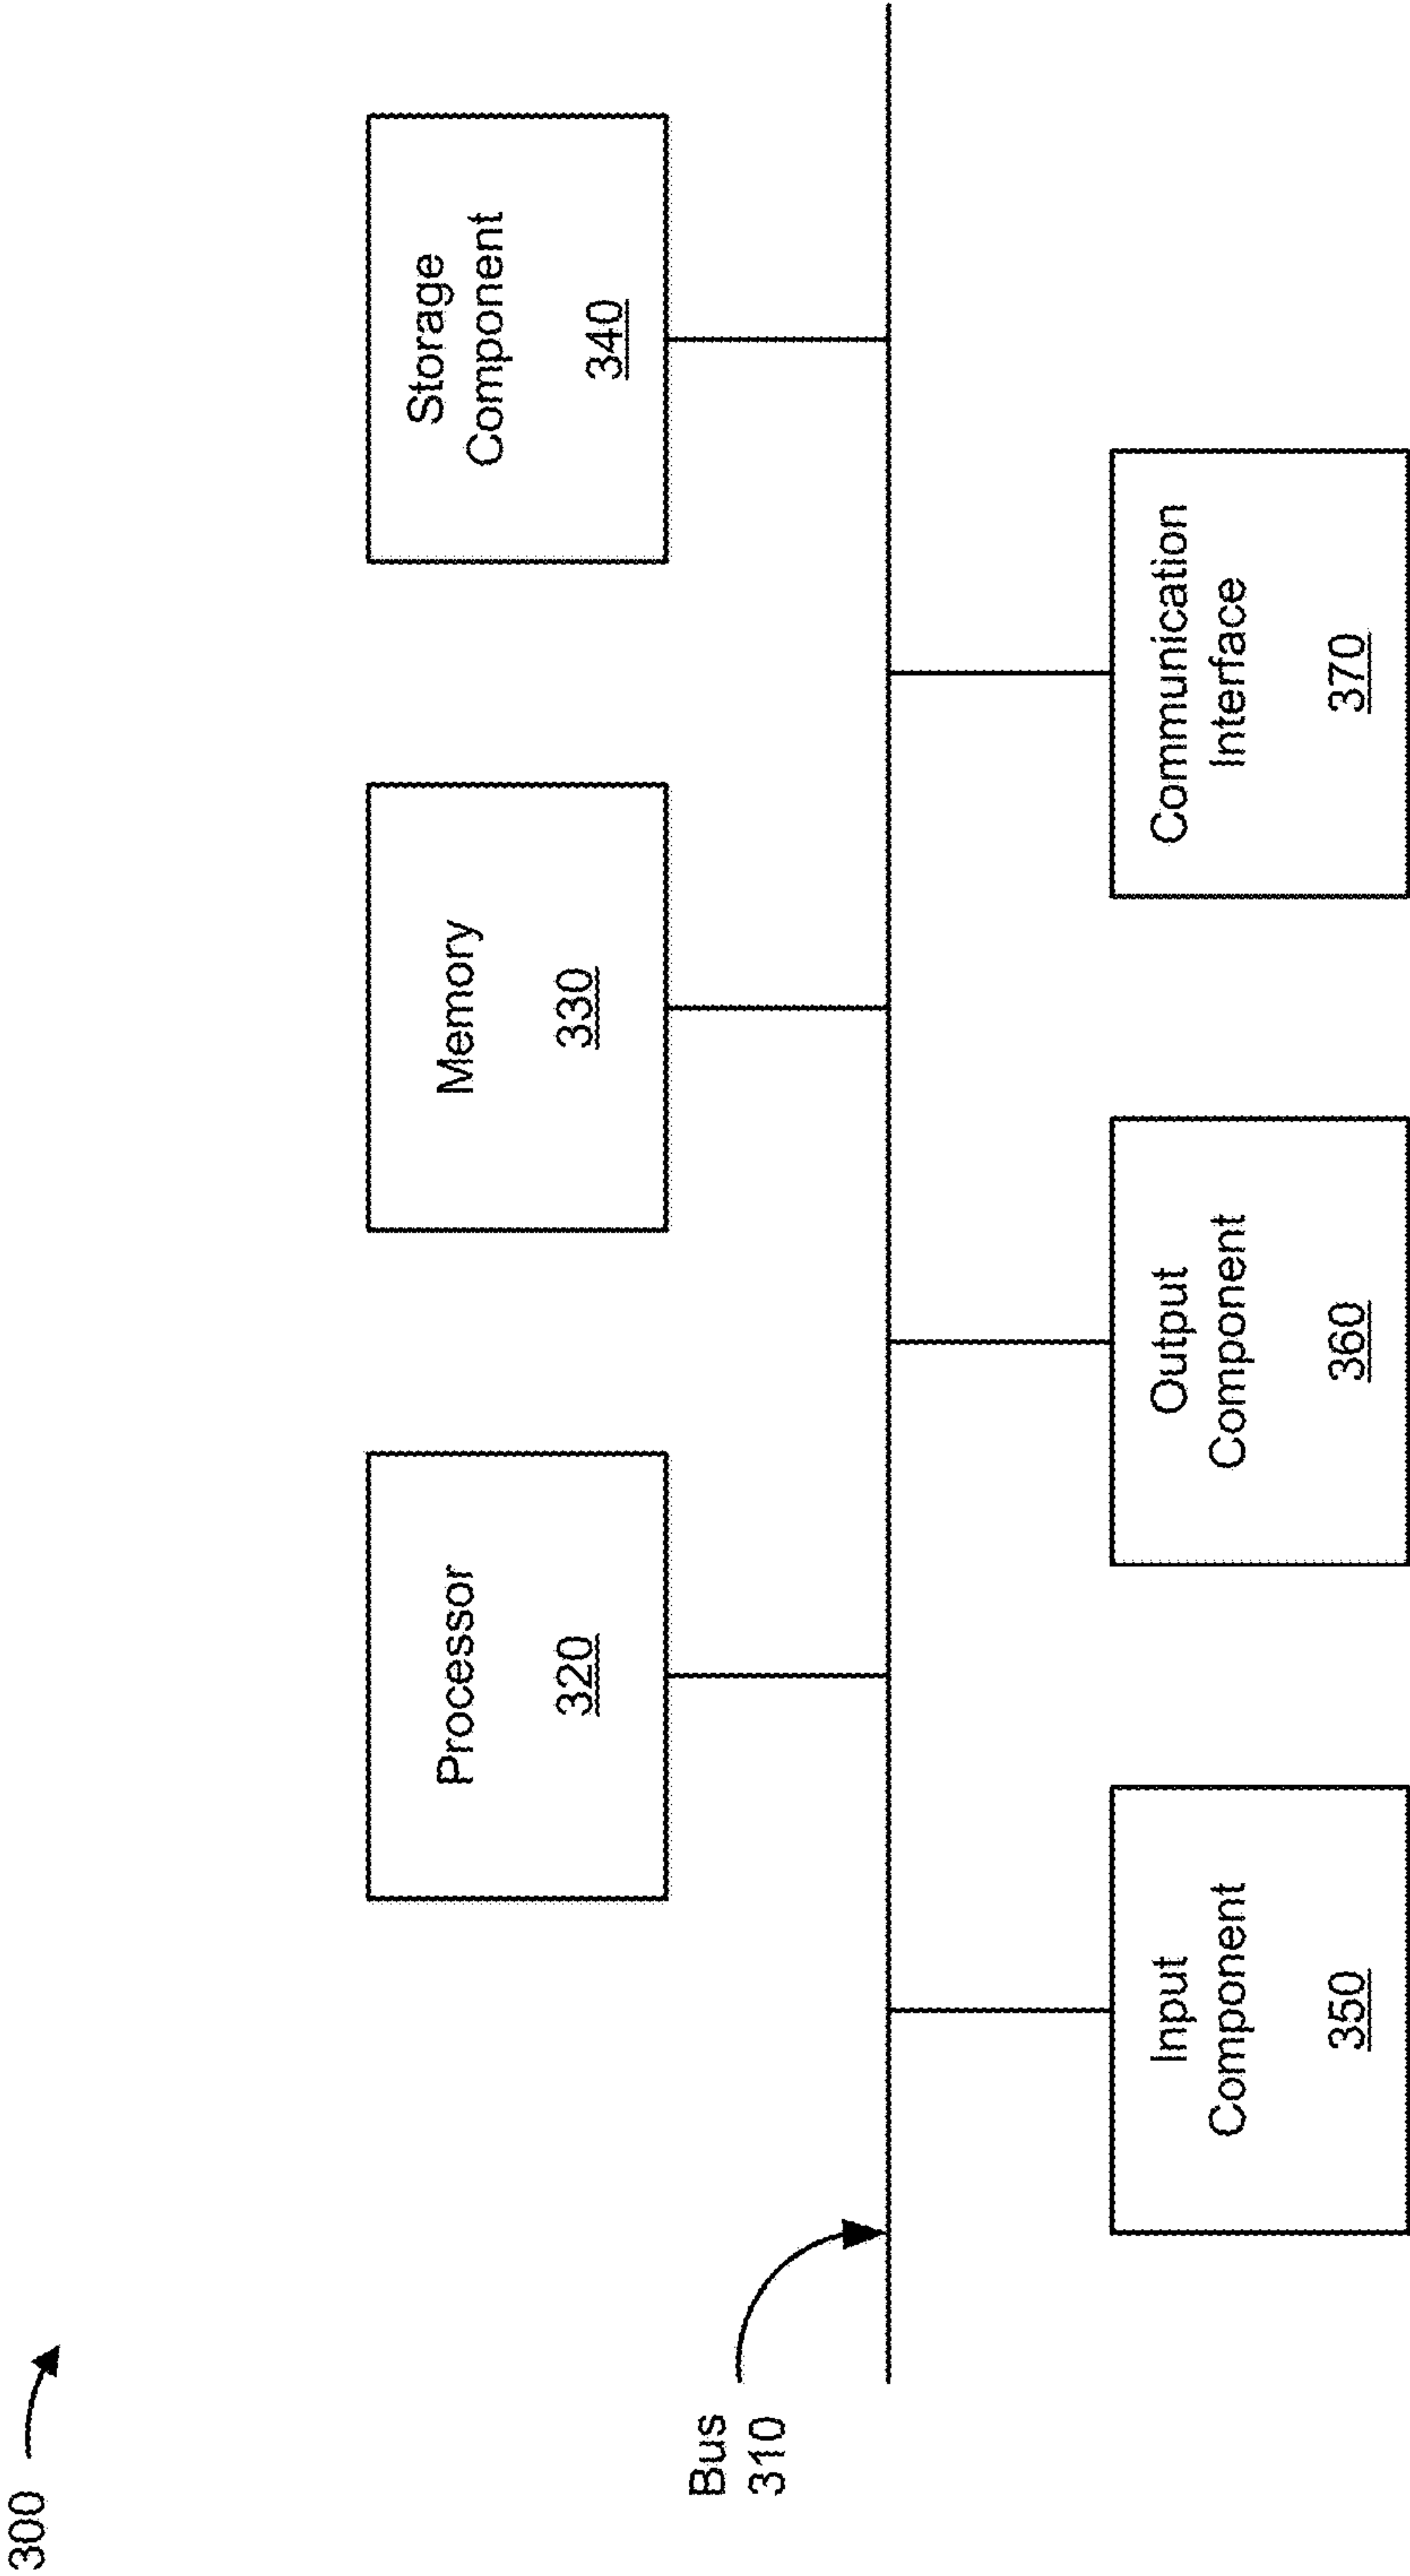 300
Processor
320
Memory
330
Storage
Component
340
Bus
310
Input
Component
350
Output
Component
360
Communication
Interface
370